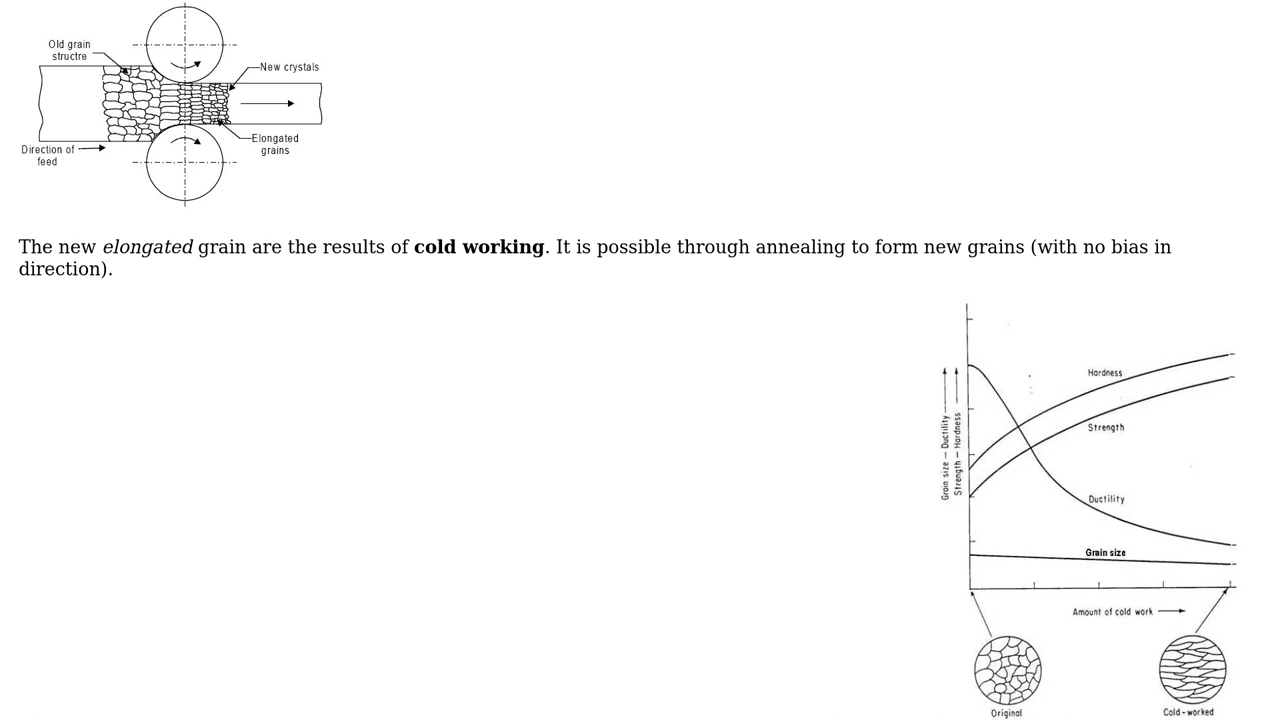 Old grain
structre
New crystals
Elongated
grains
Direction of
feed
The new elongated grain are the results of cold working. It is possible through annealing to form new grains (with no bias in
direction).
Hardness
Strength
Ductility
Grain size
Grain size — Ductility
Strength — Hardness
Amount of cold work
Original
Cold-worked